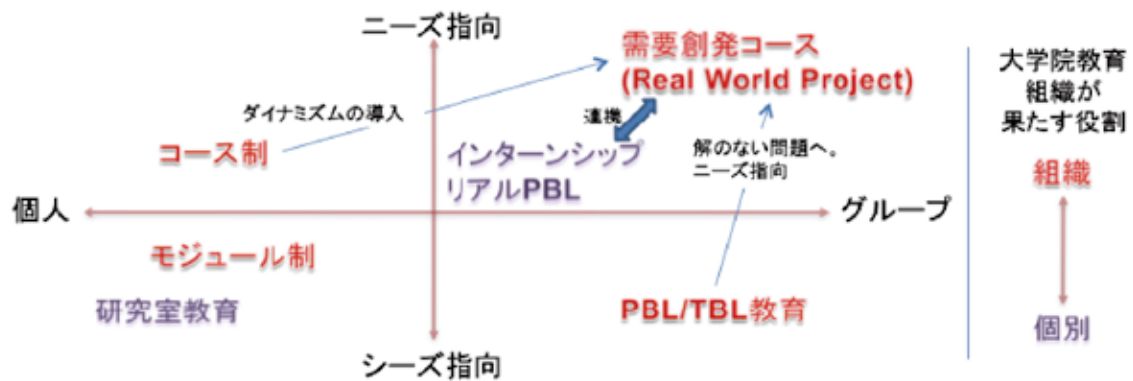 ニーズ指向
需要創発コース
(Real World Project)
大学院教育
組織が
果たす役割
ダイナミズムの導入
連携
コース制
インターンシップ
リアルPBL
解のない問題へ。
ニーズ指向
組織
個人
グループ
モジュール制
研究室教育
PBL/TBL教育
個別
シーズ指向